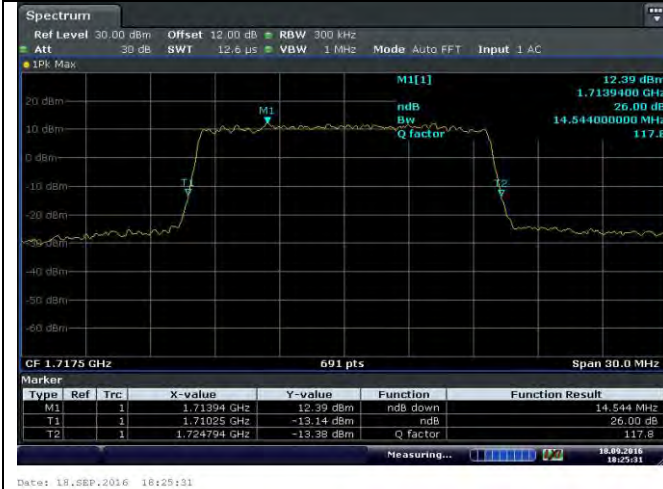 Spectrum
Ref Level 30.00 dBm Offset 12.00 dB RBW 300 kHz
Att 30 dB SWT 12.6 µs VBW 1 MHz Mode Auto FFT Input 1 AC
1Pk Max
M1[1] 12.39 dBm
1.7139400 GHz
20 dBm
ndB 26.00 dB
M1
Bw 14.544000000 MHz
10 dBm
Q factor 117.8
0 dBm
-10 dBm
T1
T2
-20 dBm
-30 dBm
-40 dBm
-50 dBm
-60 dBm
CF 1.7175 GHz 691 pts Span 30.0 MHz
Marker
Type Ref Trc X-value Y-value Function Function Result
M1 1 1.71394 GHz 12.39 dBm ndB down 14.544 MHz
T1 1 1.71025 GHz -13.14 dBm ndB 26.00 dB
T2 1 1.724794 GHz -13.38 dBm Q factor 117.8
Measuring... 18.09.2016
18:25:31
Date: 18.SEP.2016 18:25:31